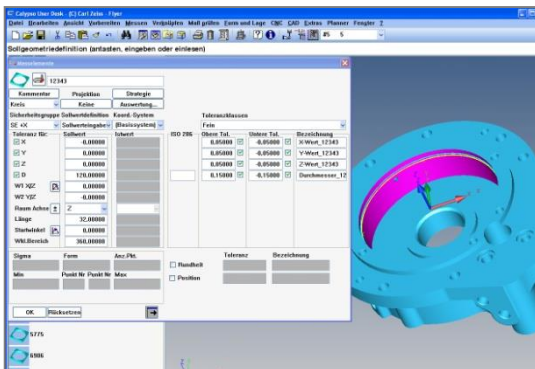 Calypso User Desk - (C) Carl Zeiss - Flyer
Datei Bearbeiten Ansicht Vorbereiten Messen Verknüpfen Maß prüfen Form und Lage CNC CAD Extras Planner Fenster ?
#5 5
Sollgeometriedefinition (antasten, eingeben oder einlesen)
Messelemente
12343
Kommentar Projektion Strategie
Kreis Keine Auswertung...
Sicherheitsgruppe Sollwertdefinition Koord.-System Toleranzklassen
SE +X Sollwerteingabe (Basissystem) Fein
Toleranz für: Sollwert Istwert ISO 286 Obere Tol. Untere Tol. Bezeichnung
X -0,00000 0,05000 -0,05000 X-Wert_12343
Y -0,00000 0,05000 -0,05000 Y-Wert_12343
Z -0,00000 0,05000 -0,05000 Z-Wert_12343
D 120,00000 0,15000 -0,15000 Durchmesser_12
W1 X/Z 0,00000
W2 Y/Z 0,00000
Raum Achse Z
Länge 32,00000
Startwinkel 0,00000
Wkl.Bereich 360,00000
Sigma Form Anz.Pkt. Toleranz Bezeichnung
Rundheit
Min Punkt Nr Punkt Nr Max
Position
OK Rücksetzen
5775
6986